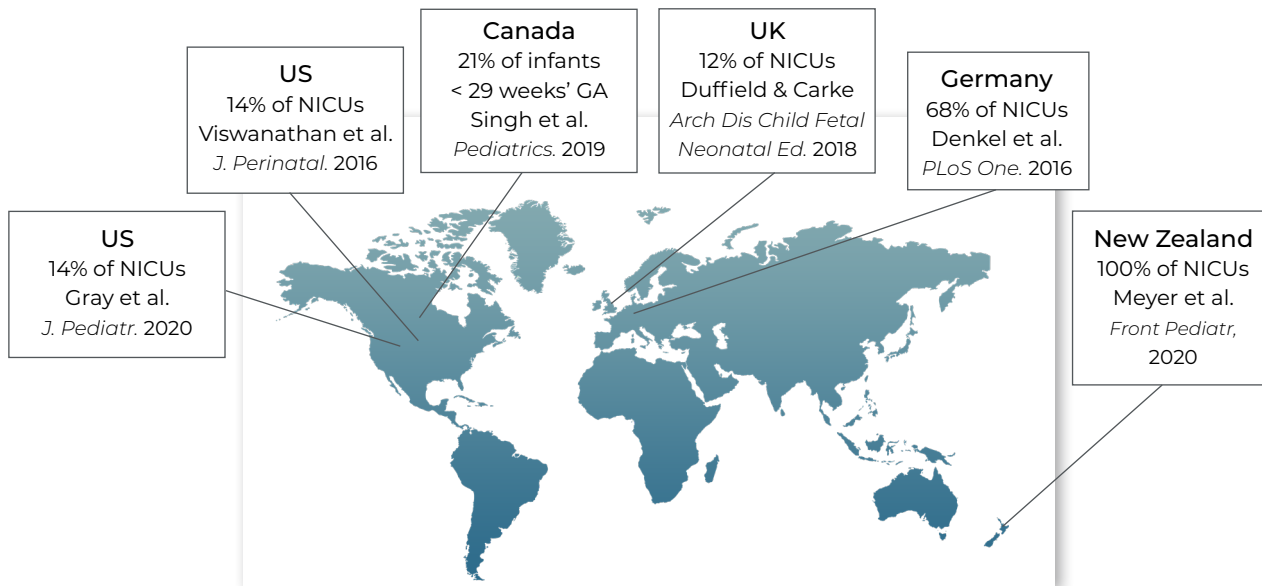 US
14% of NICUs
Gray et al.
J. Pediatr. 2020
US
14% of NICUs
Viswanathan et al.
J. Perinatal. 2016
Canada
21% of infants
< 29 weeks’ GA
Singh et al.
Pediatrics. 2019
UK
12% of NICUs
Duffield & Carke
Arch Dis Child Fetal
Neonatal Ed. 2018
Germany
68% of NICUs
Denkel et al.
PLoS One. 2016
New Zealand
100% of NICUs
Meyer et al.
Front Pediatr,
2020